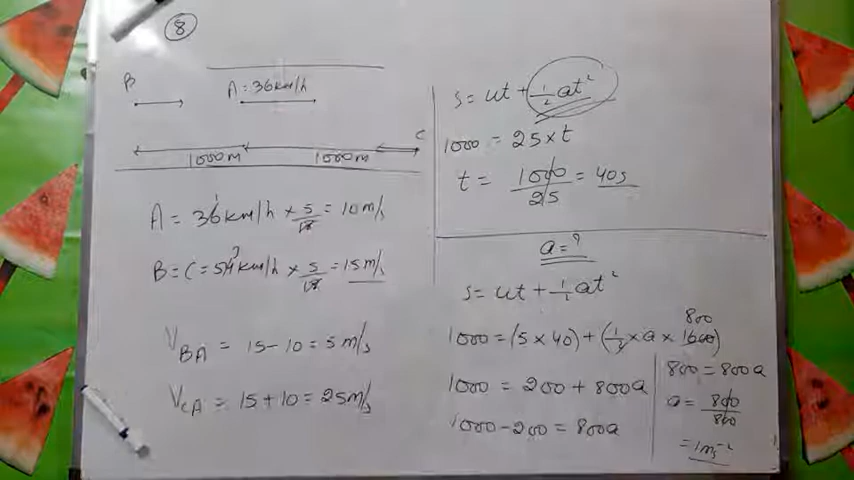 8
B A = 36km/h
C
1000m 1000m
A = 36km/h × 5/18 = 10m/s
B = C = 54km/h × 5/18 = 15m/s
V_BA = 15-10 = 5m/s
V_CA = 15+10 = 25m/s
s = ut + 1/2 at²
1000 = 25×t
t = 1000/25 = 40s
a = ?
s = ut + 1/2 at²
800
1000 = (5×40) + (1/2 × a × 1600)
1000 = 200 + 800a
1000-200 = 800a
800 = 800a
a = 800/800
= 1ms⁻²